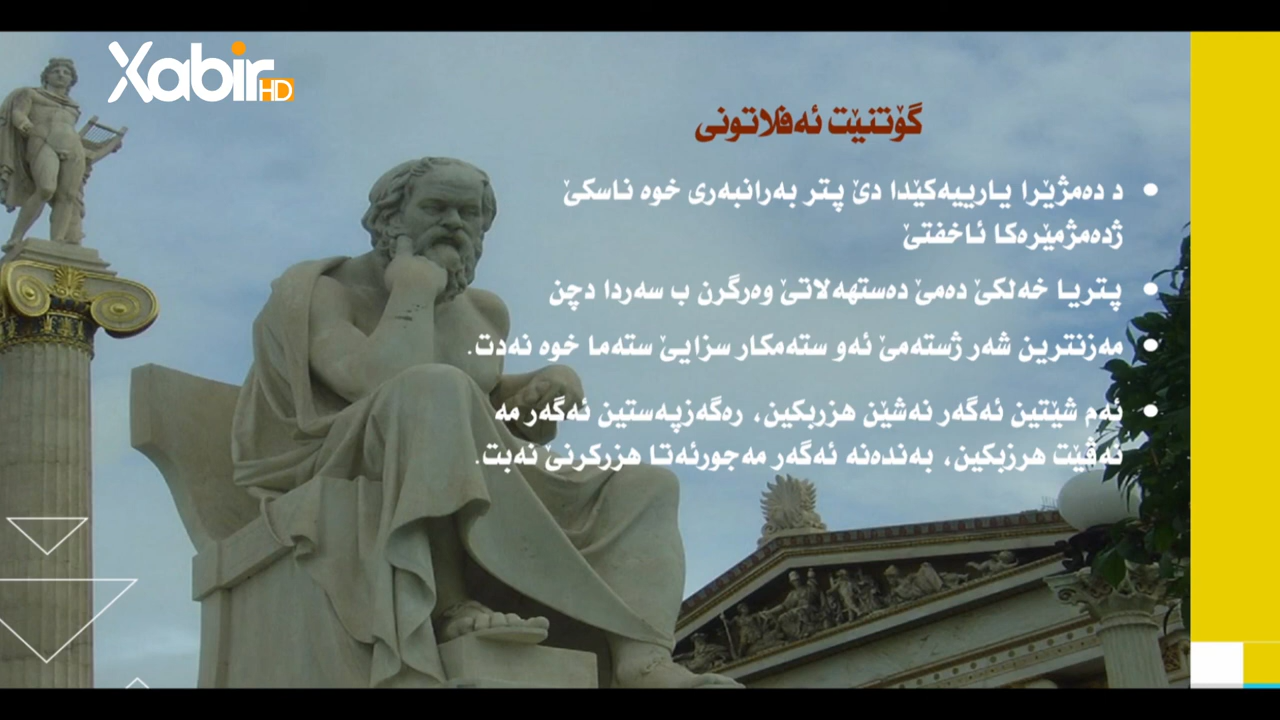 Xabir HD
گۆتنێت ئەفلاتونی
• د دەمژێرا یارییەکێدا دێ پتر بەرانبەری خوە ناسکێ
ژدەمژمێرەکا ئاخفتێ
• پتریا خەلکێ دەمێ دەستهەلاتێ وەرگرن ب سەردا دچن
• مەزنترین شەر ژستەمێ ئەو ستەمکار سزایێ ستەما خوە نەدت.
• ئەم شێتین ئەگەر نەشێن هزربکین، رەگەزپەستین ئەگەر مە
نەڤێت هرزبکین، بەندەنە ئەگەر مەجورئەتا هزرکرنێ نەبت.